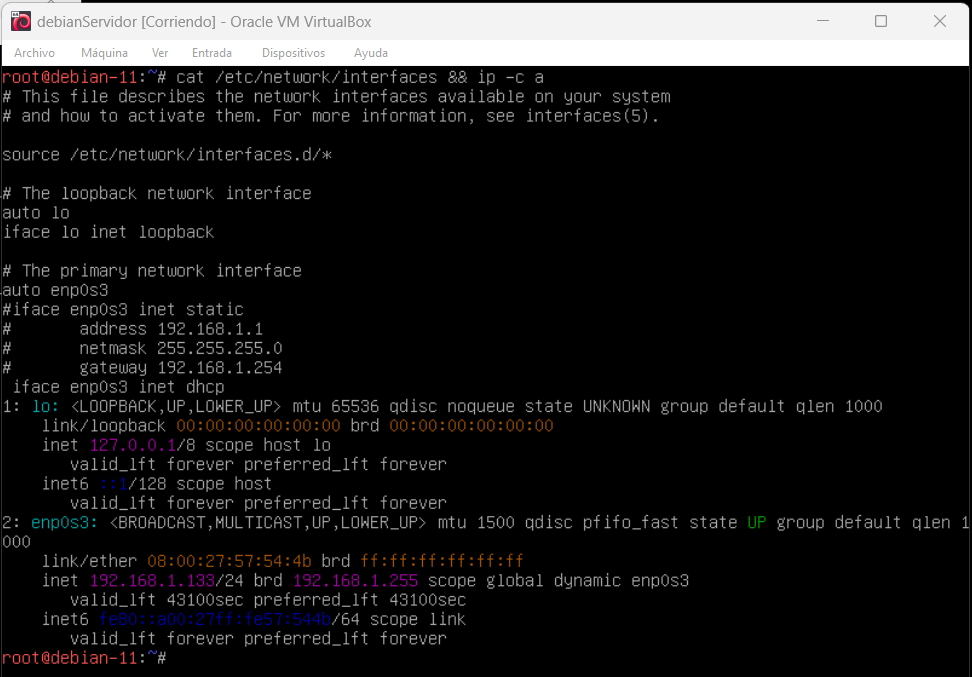 debianServidor [Corriendo] - Oracle VM VirtualBox
Archivo Máquina Ver Entrada Dispositivos Ayuda
root@debian-11:~# cat /etc/network/interfaces && ip -c a
# This file describes the network interfaces available on your system
# and how to activate them. For more information, see interfaces(5).
source /etc/network/interfaces.d/*
# The loopback network interface
auto lo
iface lo inet loopback
# The primary network interface
auto enp0s3
#iface enp0s3 inet static
#       address 192.168.1.1
#       netmask 255.255.255.0
#       gateway 192.168.1.254
 iface enp0s3 inet dhcp
1: lo: <LOOPBACK,UP,LOWER_UP> mtu 65536 qdisc noqueue state UNKNOWN group default qlen 1000
    link/loopback 00:00:00:00:00:00 brd 00:00:00:00:00:00
    inet 127.0.0.1/8 scope host lo
       valid_lft forever preferred_lft forever
    inet6 ::1/128 scope host
       valid_lft forever preferred_lft forever
2: enp0s3: <BROADCAST,MULTICAST,UP,LOWER_UP> mtu 1500 qdisc pfifo_fast state UP group default qlen 1
000
    link/ether 08:00:27:57:54:4b brd ff:ff:ff:ff:ff:ff
    inet 192.168.1.133/24 brd 192.168.1.255 scope global dynamic enp0s3
       valid_lft 43100sec preferred_lft 43100sec
    inet6 fe80::a00:27ff:fe57:544b/64 scope link
       valid_lft forever preferred_lft forever
root@debian-11:~#